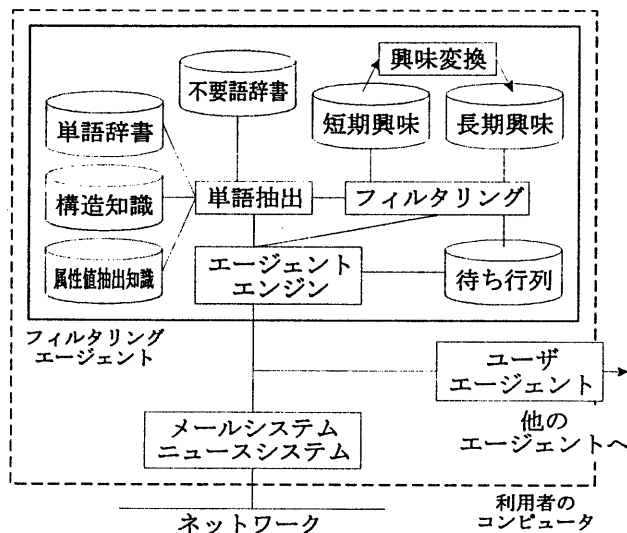 興味変換
不要語辞書
単語辞書
短期興味
長期興味
構造知識
単語抽出
フィルタリング
属性値抽出知識
エージェント
エンジン
待ち行列
フィルタリング
エージェント
ユーザ
エージェント
メールシステム
ニュースシステム
他の
エージェントへ
利用者の
コンピュータ
ネットワーク